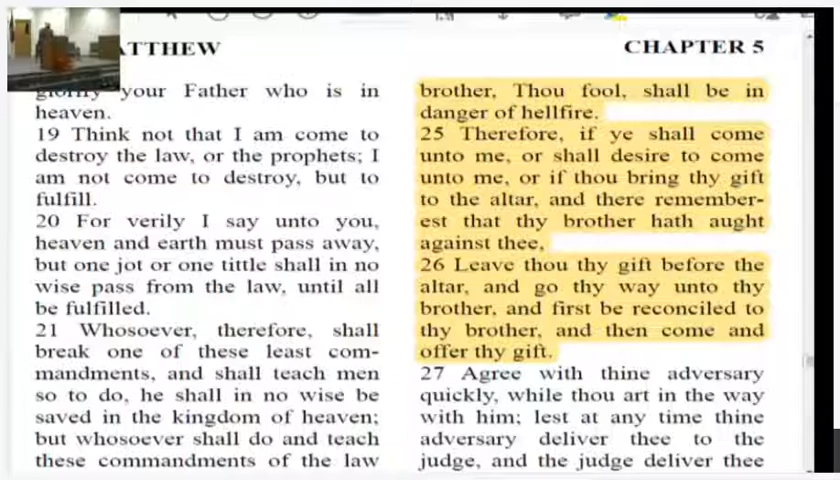 ATTHEW
CHAPTER 5
glorify your Father who is in
heaven.
19 Think not that I am come to
destroy the law, or the prophets; I
am not come to destroy, but to
fulfill.
20 For verily I say unto you,
heaven and earth must pass away,
but one jot or one tittle shall in no
wise pass from the law, until all
be fulfilled.
21 Whosoever, therefore, shall
break one of these least com-
mandments, and shall teach men
so to do, he shall in no wise be
saved in the kingdom of heaven;
but whosoever shall do and teach
these commandments of the law
brother, Thou fool, shall be in
danger of hellfire.
25 Therefore, if ye shall come
unto me, or shall desire to come
unto me, or if thou bring thy gift
to the altar, and there remember-
est that thy brother hath aught
against thee,
26 Leave thou thy gift before the
altar, and go thy way unto thy
brother, and first be reconciled to
thy brother, and then come and
offer thy gift.
27 Agree with thine adversary
quickly, while thou art in the way
with him; lest at any time thine
adversary deliver thee to the
judge, and the judge deliver thee